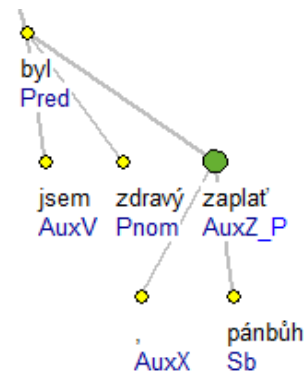 byl
Pred
jsem zdravý zaplať
AuxV Pnom AuxZ_P
, pánbůh
AuxX Sb